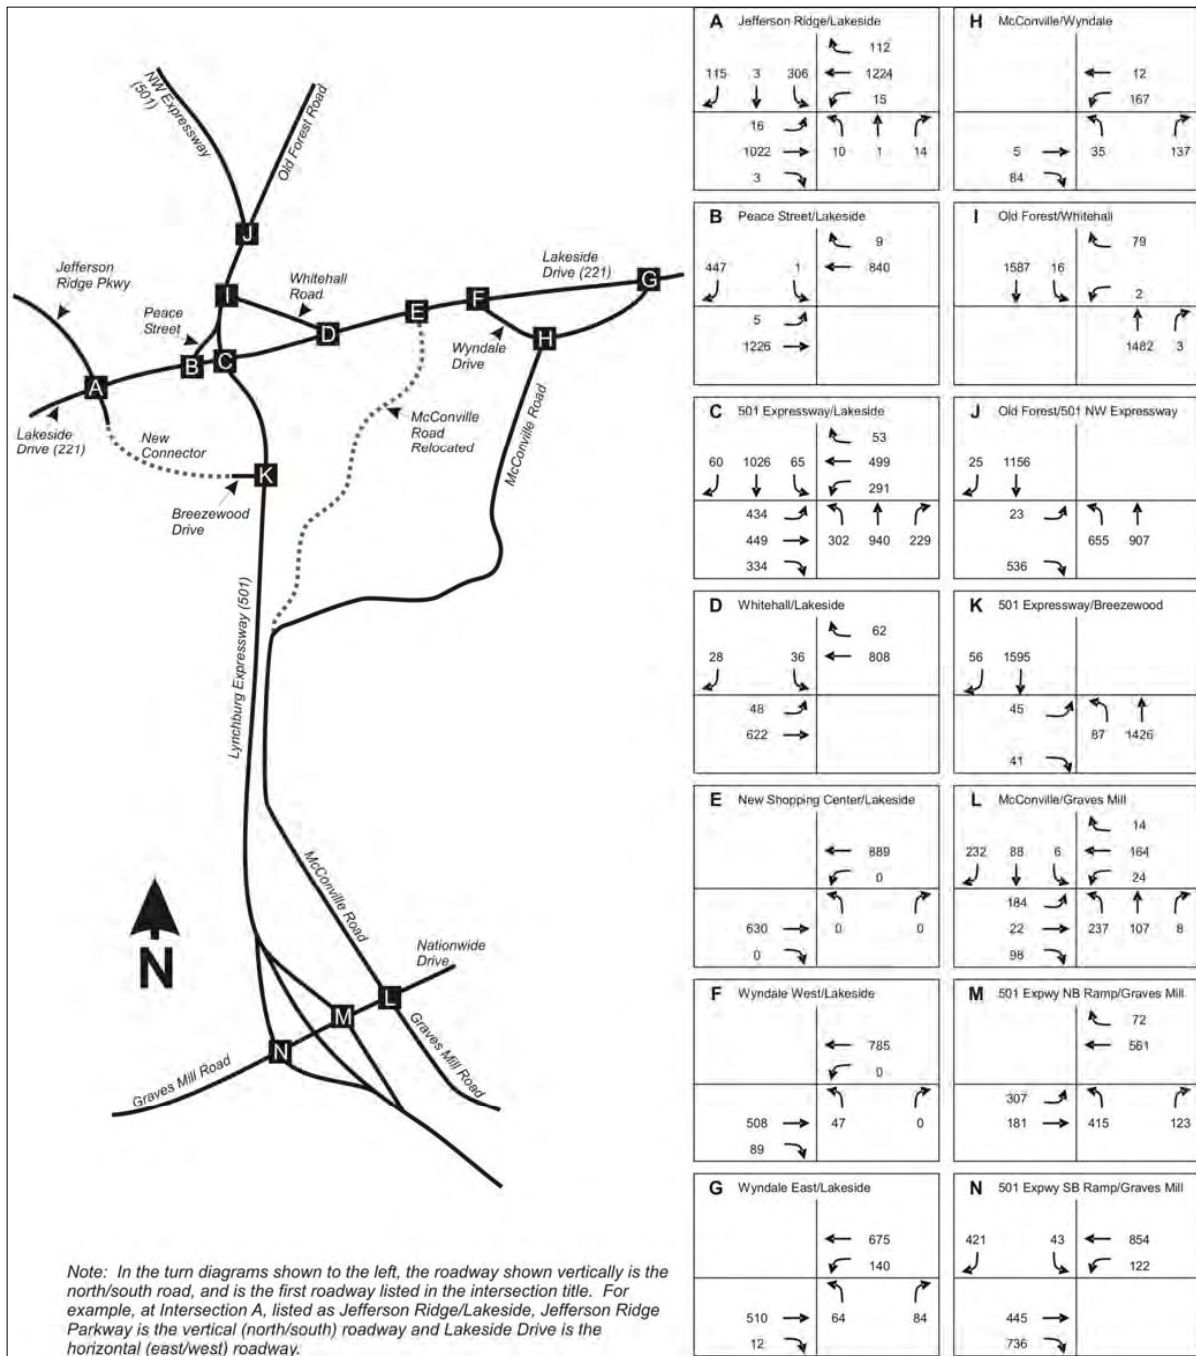 NW Expressway
(501)
Old Forest Road
J
Jefferson
Ridge Pkwy
Peace
Street
I
Whitehall
Road
Lakeside
Drive (221)
G
E
F
D
B
C
H
A
Wyndale
Drive
Lakeside
Drive (221)
New
Connector
McConville
Road
Relocated
McConville Road
K
Breezewood
Drive
Lynchburg Expressway (501)
McConville Road
N
Nationwide
Drive
L
M
N
Graves Mill Road
Graves Mill Road
Note: In the turn diagrams shown to the left, the roadway shown vertically is the
north/south road, and is the first roadway listed in the intersection title. For
example, at Intersection A, listed as Jefferson Ridge/Lakeside, Jefferson Ridge
Parkway is the vertical (north/south) roadway and Lakeside Drive is the
horizontal (east/west) roadway.
A Jefferson Ridge/Lakeside
112
115 3 306 1224
15
16
1022 10 1 14
3
B Peace Street/Lakeside
9
447 1 840
5
1226
C 501 Expressway/Lakeside
53
60 1026 65 499
291
434
449 302 940 229
334
D Whitehall/Lakeside
62
28 36 808
48
622
E New Shopping Center/Lakeside
889
0
630 0 0
0
F Wyndale West/Lakeside
785
0
508 47 0
89
G Wyndale East/Lakeside
675
140
510 64 84
12
H McConville/Wyndale
12
167
5 35 137
84
I Old Forest/Whitehall
79
1587 16
2
1482 3
J Old Forest/501 NW Expressway
25 1156
23
655 907
536
K 501 Expressway/Breezewood
56 1595
45
87 1426
41
L McConville/Graves Mill
14
232 88 6 164
24
184
22 237 107 8
98
M 501 Expwy NB Ramp/Graves Mill
72
561
307
181 415 123
N 501 Expwy SB Ramp/Graves Mill
421 43 854
122
445
736